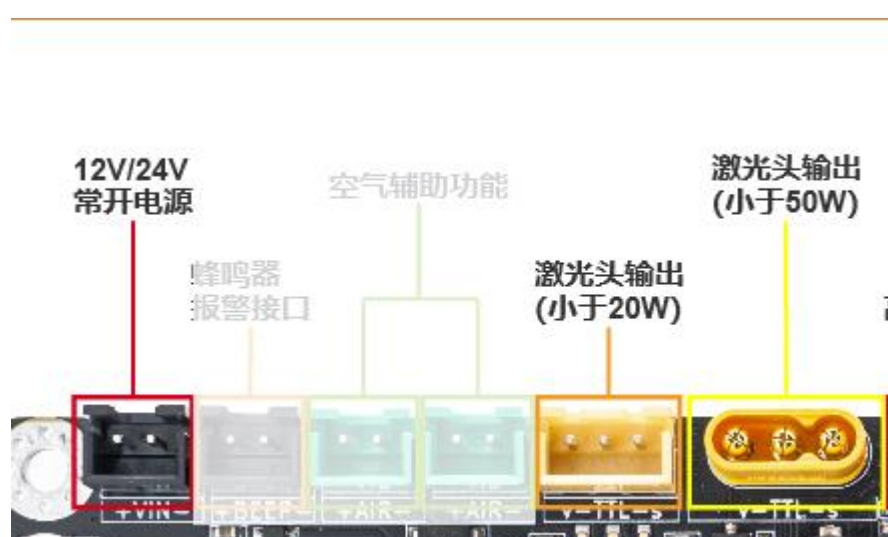 12V/24V
常开电源
空气辅助功能
激光头输出
(小于50W)
蜂鸣器
报警接口
激光头输出
(小于20W)
+VIN-
+BEEP-
+AIR-
+AIR-
V-TTL-s
V-TTL-s